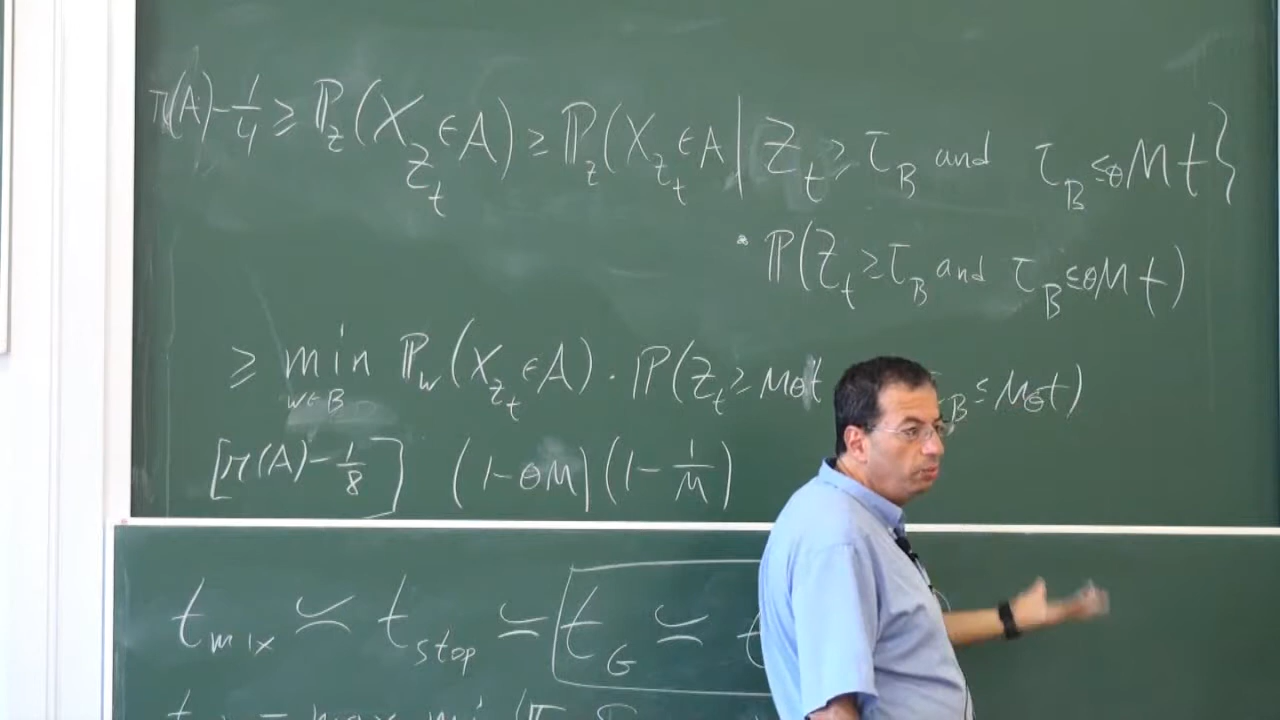 π(A)-1/4 ≥ ℙ_z(X_{Z_t} ∈ A) ≥ ℙ_z(X_{Z_t} ∈ A | Z_t ≥ τ_B and τ_B ≤ θMt}
· ℙ(Z_t ≥ τ_B and τ_B ≤ θMt)
≥ min_{w∈B} ℙ_w(X_{Z_t} ∈ A) · ℙ(Z_t ≥ Mθt B ≤ Mθt)
[π(A)-1/8] (1-θM)(1-1/M)
t_mix ≍ t_stop ≍ t_G ≍ t